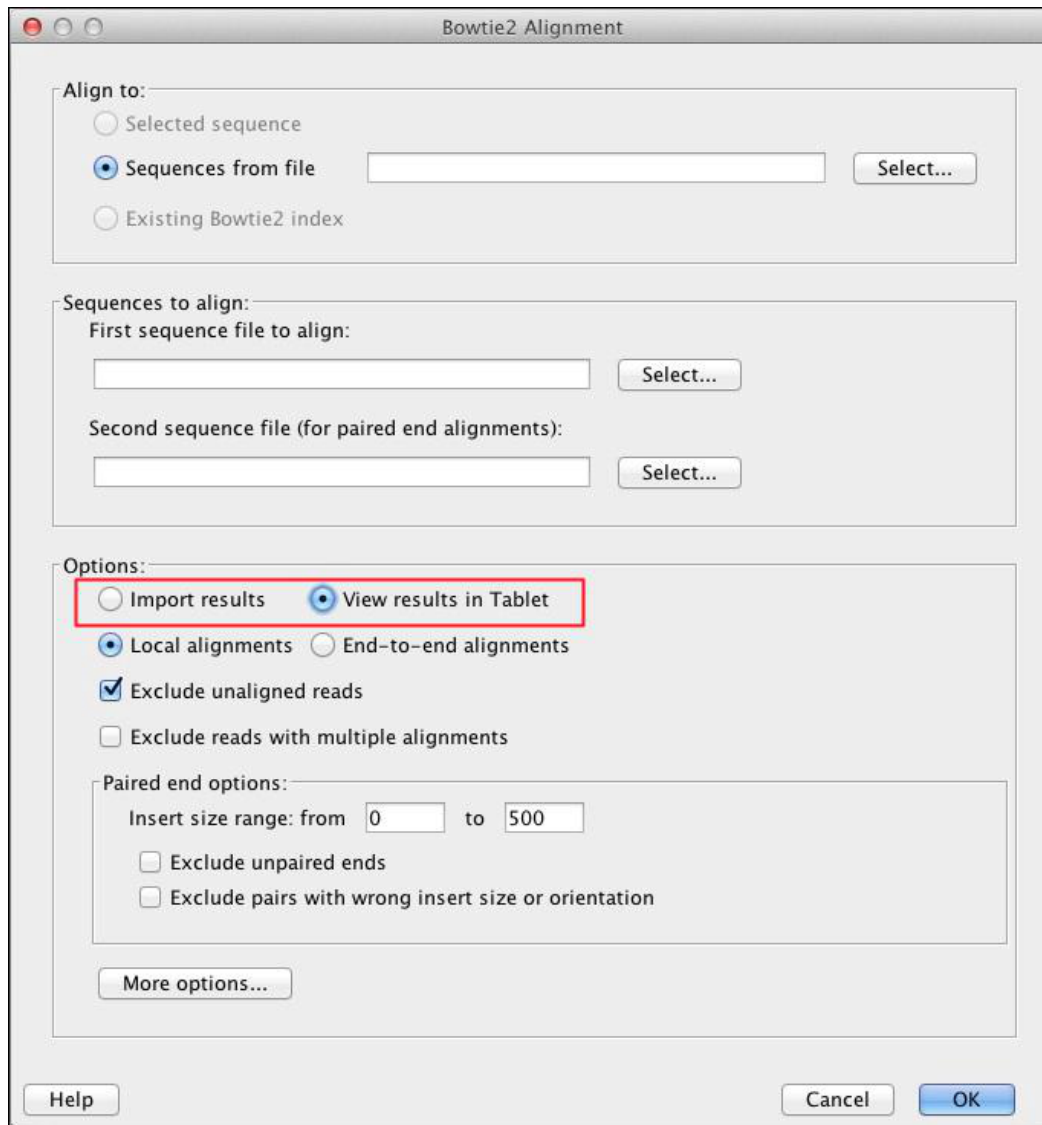 Bowtie2 Alignment
Align to:
Selected sequence
Sequences from file Select...
Existing Bowtie2 index
Sequences to align:
First sequence file to align:
Select...
Second sequence file (for paired end alignments):
Select...
Options:
Import results View results in Tablet
Local alignments End-to-end alignments
Exclude unaligned reads
Exclude reads with multiple alignments
Paired end options:
Insert size range: from 0 to 500
Exclude unpaired ends
Exclude pairs with wrong insert size or orientation
More options...
Help Cancel OK